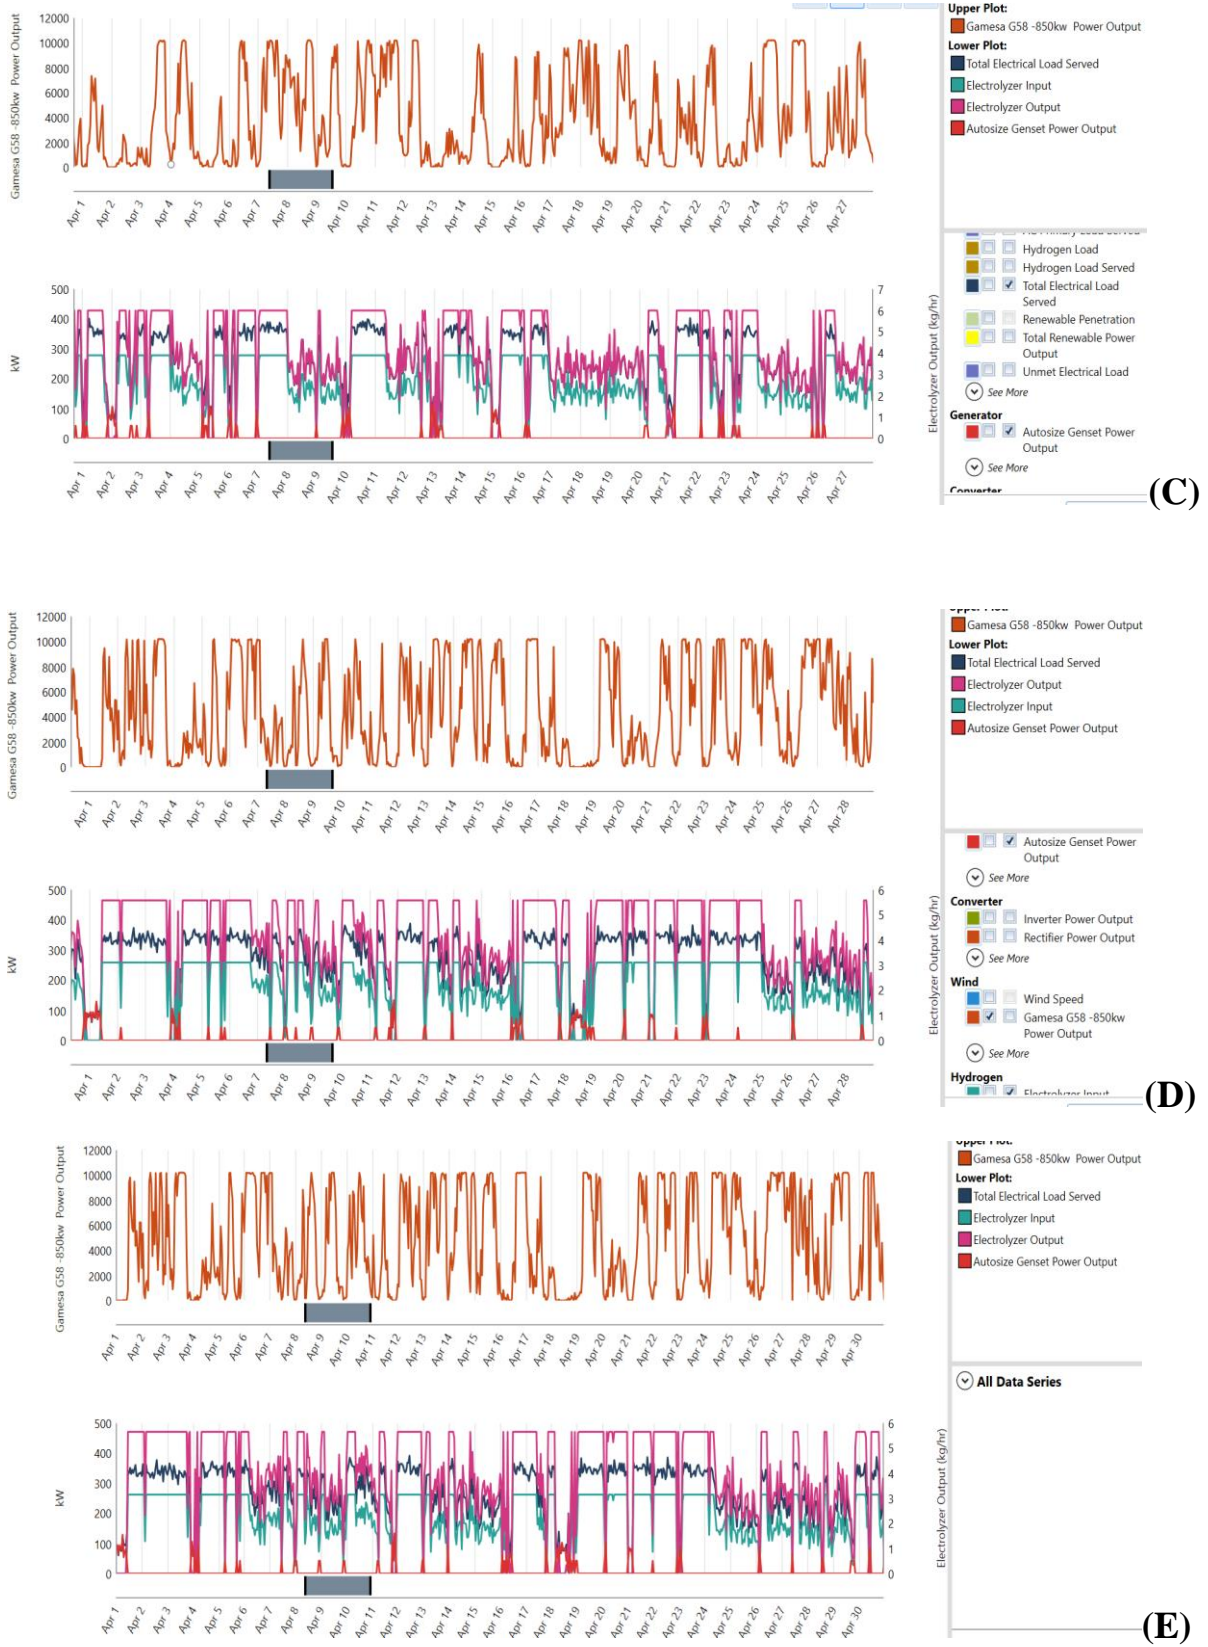 Gamesa G58 -850kw Power Output
12000
10000
8000
6000
4000
2000
0
Apr 1
Apr 2
Apr 3
Apr 4
Apr 5
Apr 6
Apr 7
Apr 8
Apr 9
Apr 10
Apr 11
Apr 12
Apr 13
Apr 14
Apr 15
Apr 16
Apr 17
Apr 18
Apr 19
Apr 20
Apr 21
Apr 22
Apr 23
Apr 24
Apr 25
Apr 26
Apr 27
Upper Plot:
Gamesa G58 -850kw Power Output
Lower Plot:
Total Electrical Load Served
Electrolyzer Input
Electrolyzer Output
Autosize Genset Power Output
kW
500
400
300
200
100
0
7
6
5
4
3
2
1
0
Electrolyzer Output (kg/hr)
Apr 1
Apr 2
Apr 3
Apr 4
Apr 5
Apr 6
Apr 7
Apr 8
Apr 9
Apr 10
Apr 11
Apr 12
Apr 13
Apr 14
Apr 15
Apr 16
Apr 17
Apr 18
Apr 19
Apr 20
Apr 21
Apr 22
Apr 23
Apr 24
Apr 25
Apr 26
Apr 27
Hydrogen Load
Hydrogen Load Served
Total Electrical Load
Served
Renewable Penetration
Total Renewable Power
Output
Unmet Electrical Load
See More
Generator
Autosize Genset Power
Output
See More
Converter
(C)
Gamesa G58 -850kw Power Output
12000
10000
8000
6000
4000
2000
0
Apr 1
Apr 2
Apr 3
Apr 4
Apr 5
Apr 6
Apr 7
Apr 8
Apr 9
Apr 10
Apr 11
Apr 12
Apr 13
Apr 14
Apr 15
Apr 16
Apr 17
Apr 18
Apr 19
Apr 20
Apr 21
Apr 22
Apr 23
Apr 24
Apr 25
Apr 26
Apr 27
Apr 28
Upper Plot:
Gamesa G58 -850kw Power Output
Lower Plot:
Total Electrical Load Served
Electrolyzer Output
Electrolyzer Input
Autosize Genset Power Output
kW
500
400
300
200
100
0
6
5
4
3
2
1
0
Electrolyzer Output (kg/hr)
Apr 1
Apr 2
Apr 3
Apr 4
Apr 5
Apr 6
Apr 7
Apr 8
Apr 9
Apr 10
Apr 11
Apr 12
Apr 13
Apr 14
Apr 15
Apr 16
Apr 17
Apr 18
Apr 19
Apr 20
Apr 21
Apr 22
Apr 23
Apr 24
Apr 25
Apr 26
Apr 27
Apr 28
Autosize Genset Power
Output
See More
Converter
Inverter Power Output
Rectifier Power Output
See More
Wind
Wind Speed
Gamesa G58 -850kw
Power Output
See More
Hydrogen
Electrolyzer Input
(D)
Gamesa G58 -850kw Power Output
12000
10000
8000
6000
4000
2000
0
Apr 1
Apr 2
Apr 3
Apr 4
Apr 5
Apr 6
Apr 7
Apr 8
Apr 9
Apr 10
Apr 11
Apr 12
Apr 13
Apr 14
Apr 15
Apr 16
Apr 17
Apr 18
Apr 19
Apr 20
Apr 21
Apr 22
Apr 23
Apr 24
Apr 25
Apr 26
Apr 27
Apr 28
Apr 29
Apr 30
Upper Plot:
Gamesa G58 -850kw Power Output
Lower Plot:
Total Electrical Load Served
Electrolyzer Input
Electrolyzer Output
Autosize Genset Power Output
kW
500
400
300
200
100
0
6
5
4
3
2
1
0
Electrolyzer Output (kg/hr)
Apr 1
Apr 2
Apr 3
Apr 4
Apr 5
Apr 6
Apr 7
Apr 8
Apr 9
Apr 10
Apr 11
Apr 12
Apr 13
Apr 14
Apr 15
Apr 16
Apr 17
Apr 18
Apr 19
Apr 20
Apr 21
Apr 22
Apr 23
Apr 24
Apr 25
Apr 26
Apr 27
Apr 28
Apr 29
Apr 30
All Data Series
(E)